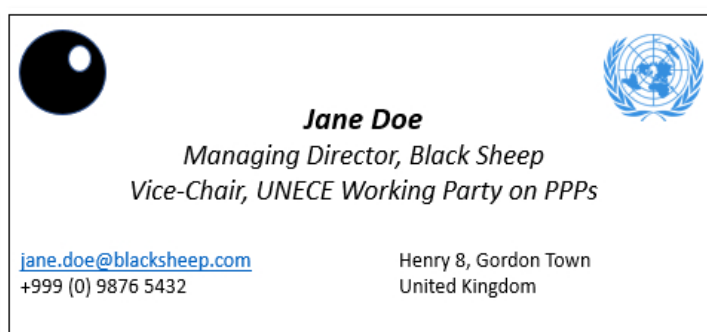 Jane Doe
Managing Director, Black Sheep
Vice-Chair, UNECE Working Party on PPPs
jane.doe@blacksheep.com
+999 (0) 9876 5432
Henry 8, Gordon Town
United Kingdom